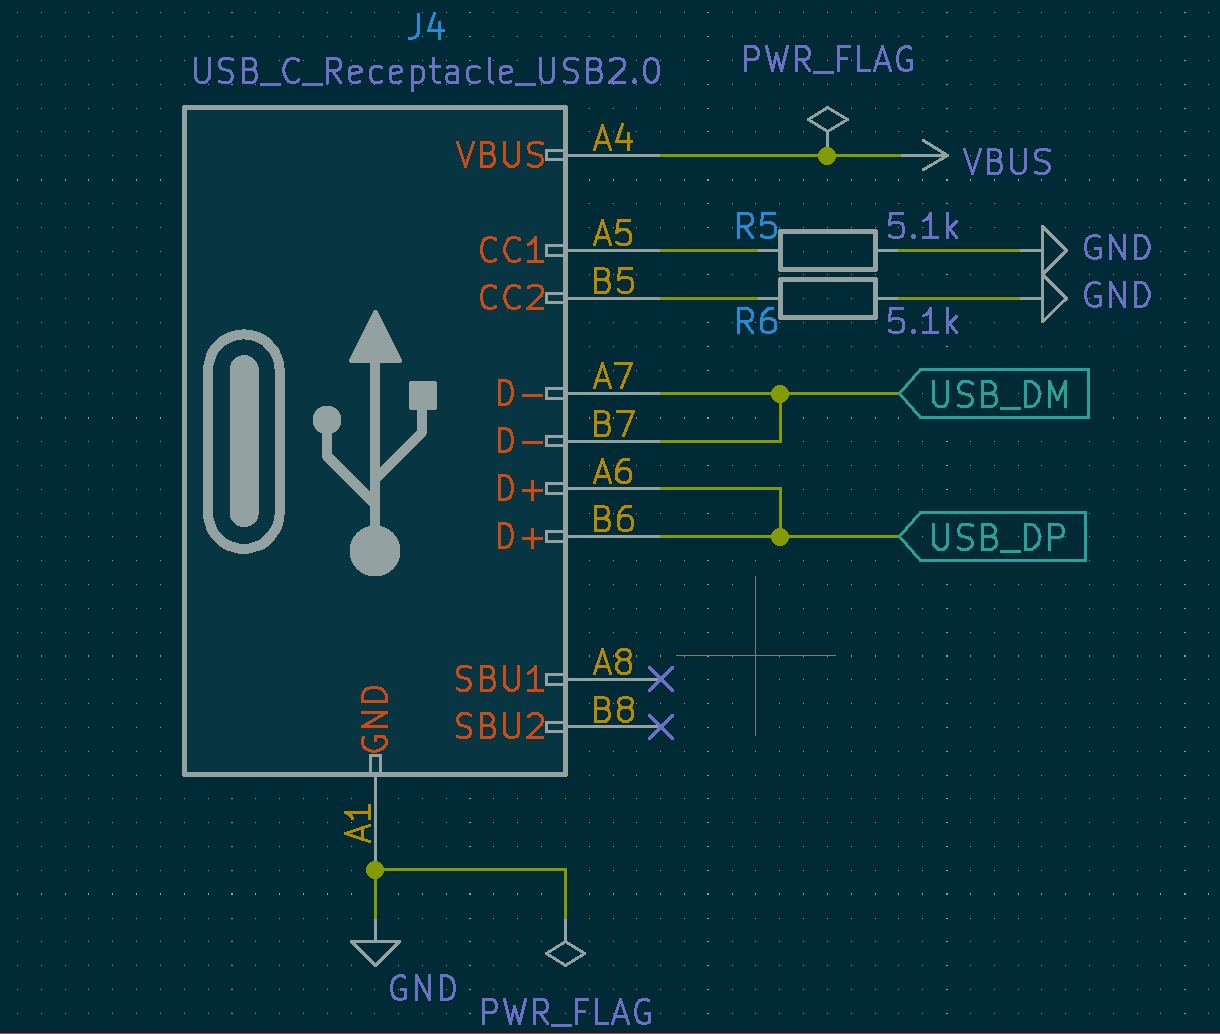 J4
USB_C_Receptacle_USB2.0
PWR_FLAG
VBUS A4 VBUS
CC1 A5 R5 5.1k GND
CC2 B5 R6 5.1k GND
D- A7 USB_DM
D- B7
D+ A6
D+ B6 USB_DP
SBU1 A8
SBU2 B8
GND
A1
GND
PWR_FLAG